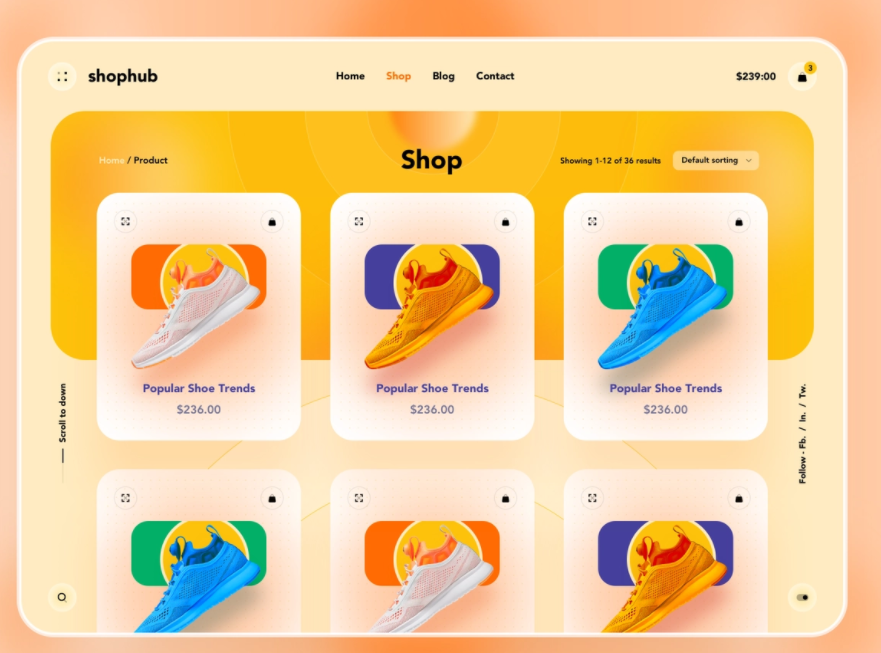 shophub
Home Shop Blog Contact
$239:00
3
Home / Product
Shop
Showing 1-12 of 36 results
Default sorting
Popular Shoe Trends
$236.00
Popular Shoe Trends
$236.00
Popular Shoe Trends
$236.00
Scroll to down
Follow - Fb. / In. / Tw.